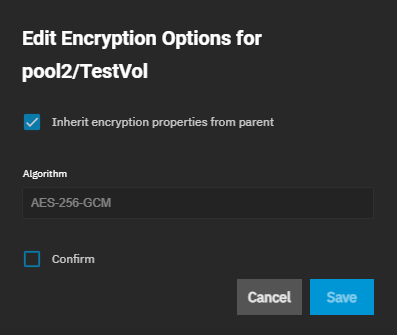 Edit Encryption Options for
pool2/TestVol
Inherit encryption properties from parent
Algorithm
AES-256-GCM
Confirm
Cancel Save